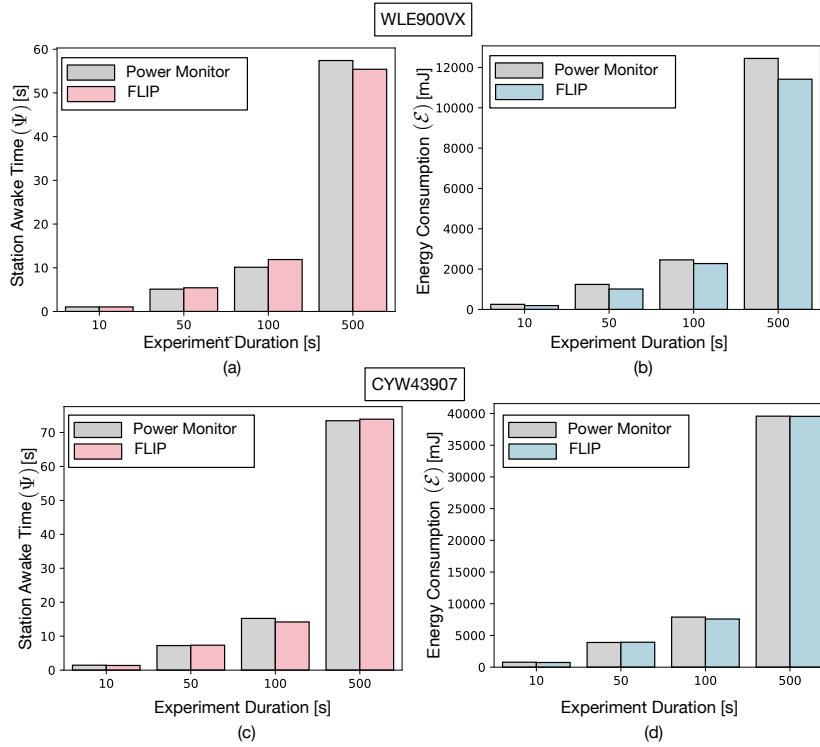 WLE900VX
Station Awake Time (Ψ) [s]
60
50
40
30
20
10
0
Power Monitor
FLIP
10 50 100 500
Experiment Duration [s]
(a)
Energy Consumption (ℰ) [mJ]
12000
10000
8000
6000
4000
2000
0
Power Monitor
FLIP
10 50 100 500
Experiment Duration [s]
(b)
CYW43907
Station Awake Time (Ψ) [s]
70
60
50
40
30
20
10
0
Power Monitor
FLIP
10 50 100 500
Experiment Duration [s]
(c)
Energy Consumption (ℰ) [mJ]
40000
35000
30000
25000
20000
15000
10000
5000
0
Power Monitor
FLIP
10 50 100 500
Experiment Duration [s]
(d)